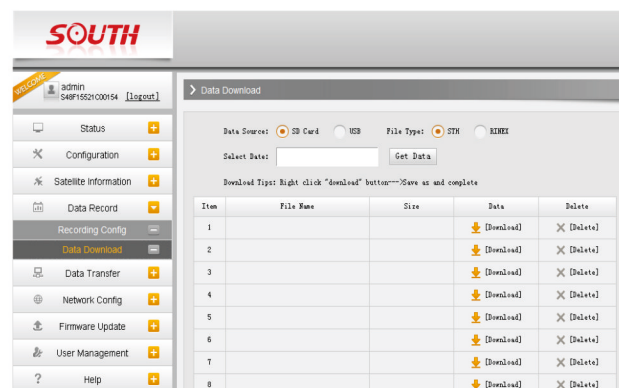 SOUTH
WELCOME
admin
S48F15521C00154 [logout]
Status
Configuration
Satellite Information
Data Record
Recording Config
Data Download
Data Transfer
Network Config
Firmware Update
User Management
Help
Data Download
Data Source: SD Card USB File Type: STH RINEX
Select Date: Get Data
Download Tips: Right click "download" button--->Save as and complete
Item File Name Size Data Delete
1 [Download] [Delete]
2 [Download] [Delete]
3 [Download] [Delete]
4 [Download] [Delete]
5 [Download] [Delete]
6 [Download] [Delete]
7 [Download] [Delete]
8 [Download] [Delete]